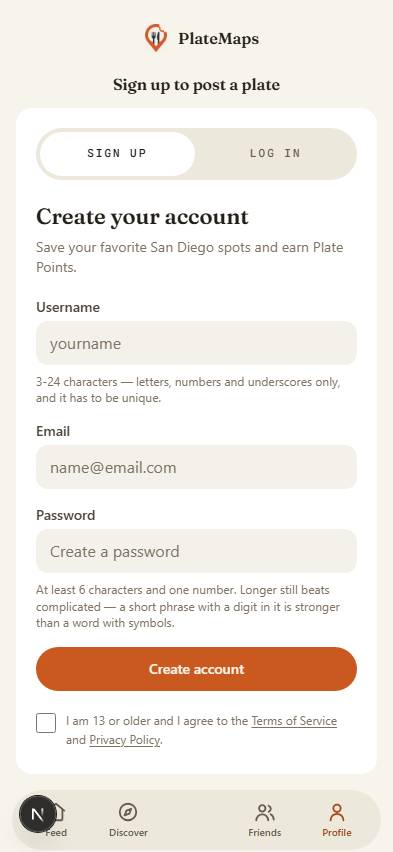 PlateMaps
Sign up to post a plate
SIGN UP
LOG IN
Create your account
Save your favorite San Diego spots and earn Plate
Points.
Username
yourname
3-24 characters — letters, numbers and underscores only,
and it has to be unique.
Email
name@email.com
Password
Create a password
At least 6 characters and one number. Longer still beats
complicated — a short phrase with a digit in it is stronger
than a word with symbols.
Create account
I am 13 or older and I agree to the Terms of Service
and Privacy Policy.
N
Feed
Discover
Friends
Profile